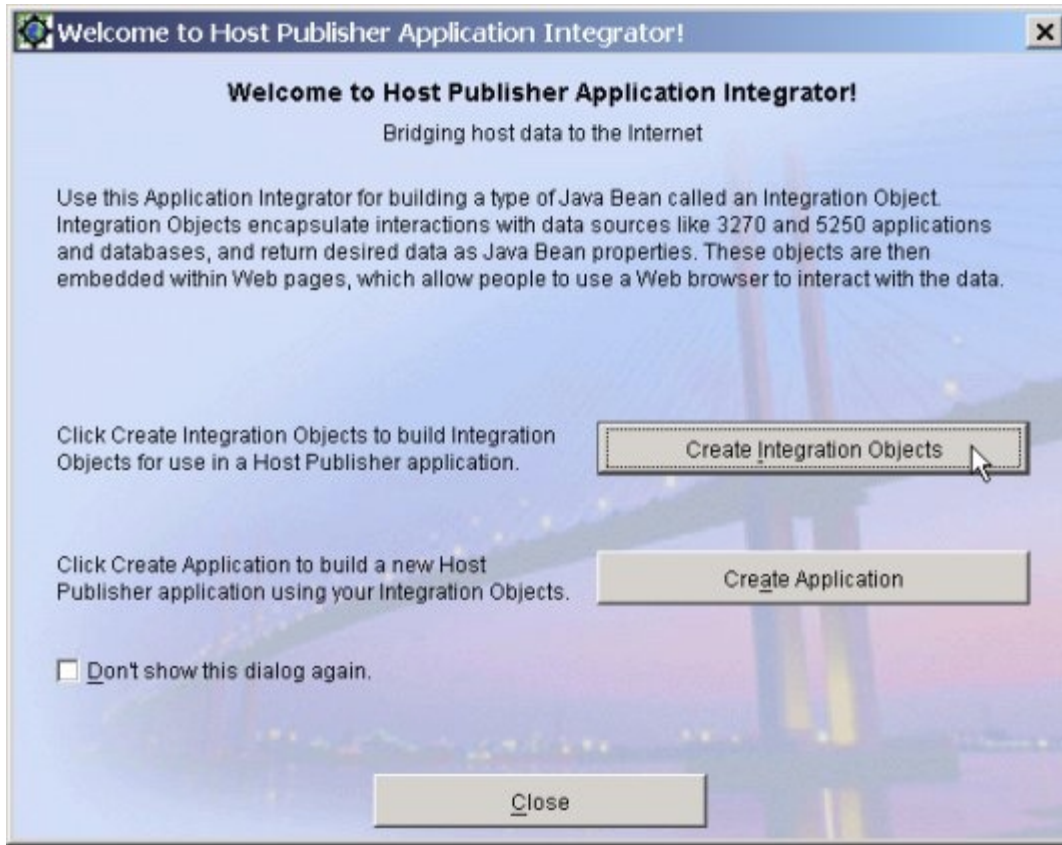 Welcome to Host Publisher Application Integrator!
Welcome to Host Publisher Application Integrator!
Bridging host data to the Internet
Use this Application Integrator for building a type of Java Bean called an Integration Object.
Integration Objects encapsulate interactions with data sources like 3270 and 5250 applications
and databases, and return desired data as Java Bean properties. These objects are then
embedded within Web pages, which allow people to use a Web browser to interact with the data.
Click Create Integration Objects to build Integration
Objects for use in a Host Publisher application.
Create Integration Objects
Click Create Application to build a new Host
Publisher application using your Integration Objects.
Create Application
Don't show this dialog again.
Close